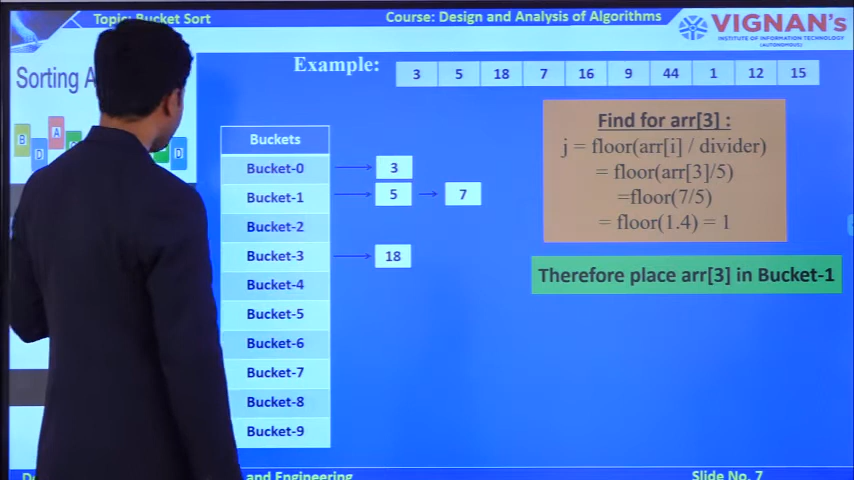 Topic: Bucket Sort
Course: Design and Analysis of Algorithms
VIGNAN's
INSTITUTE OF INFORMATION TECHNOLOGY
(AUTONOMOUS)
Sorting A
Example:
3 5 18 7 16 9 44 1 12 15
B
D
A
D
Buckets
Bucket-0 3
Bucket-1 5 7
Bucket-2
Bucket-3 18
Bucket-4
Bucket-5
Bucket-6
Bucket-7
Bucket-8
Bucket-9
Find for arr[3] :
j = floor(arr[i] / divider)
= floor(arr[3]/5)
=floor(7/5)
= floor(1.4) = 1
Therefore place arr[3] in Bucket-1
and Engineering
Slide No. 7